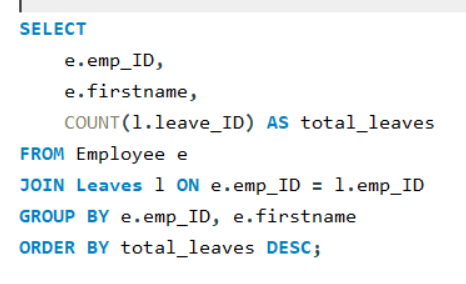 SELECT
e.emp_ID,
e.firstname,
COUNT(l.leave_ID) AS total_leaves
FROM Employee e
JOIN Leaves l ON e.emp_ID = l.emp_ID
GROUP BY e.emp_ID, e.firstname
ORDER BY total_leaves DESC;